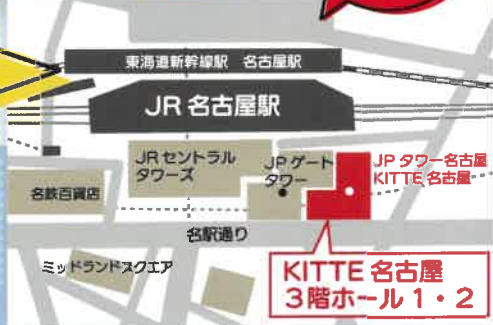 東海道新幹線駅 名古屋駅
JR 名古屋駅
JR セントラル
タワーズ
JP ゲート
タワー
JP タワー名古屋
KITTE 名古屋
名鉄百貨店
名駅通り
ミッドランドスクエア
KITTE 名古屋
3階ホール 1・2